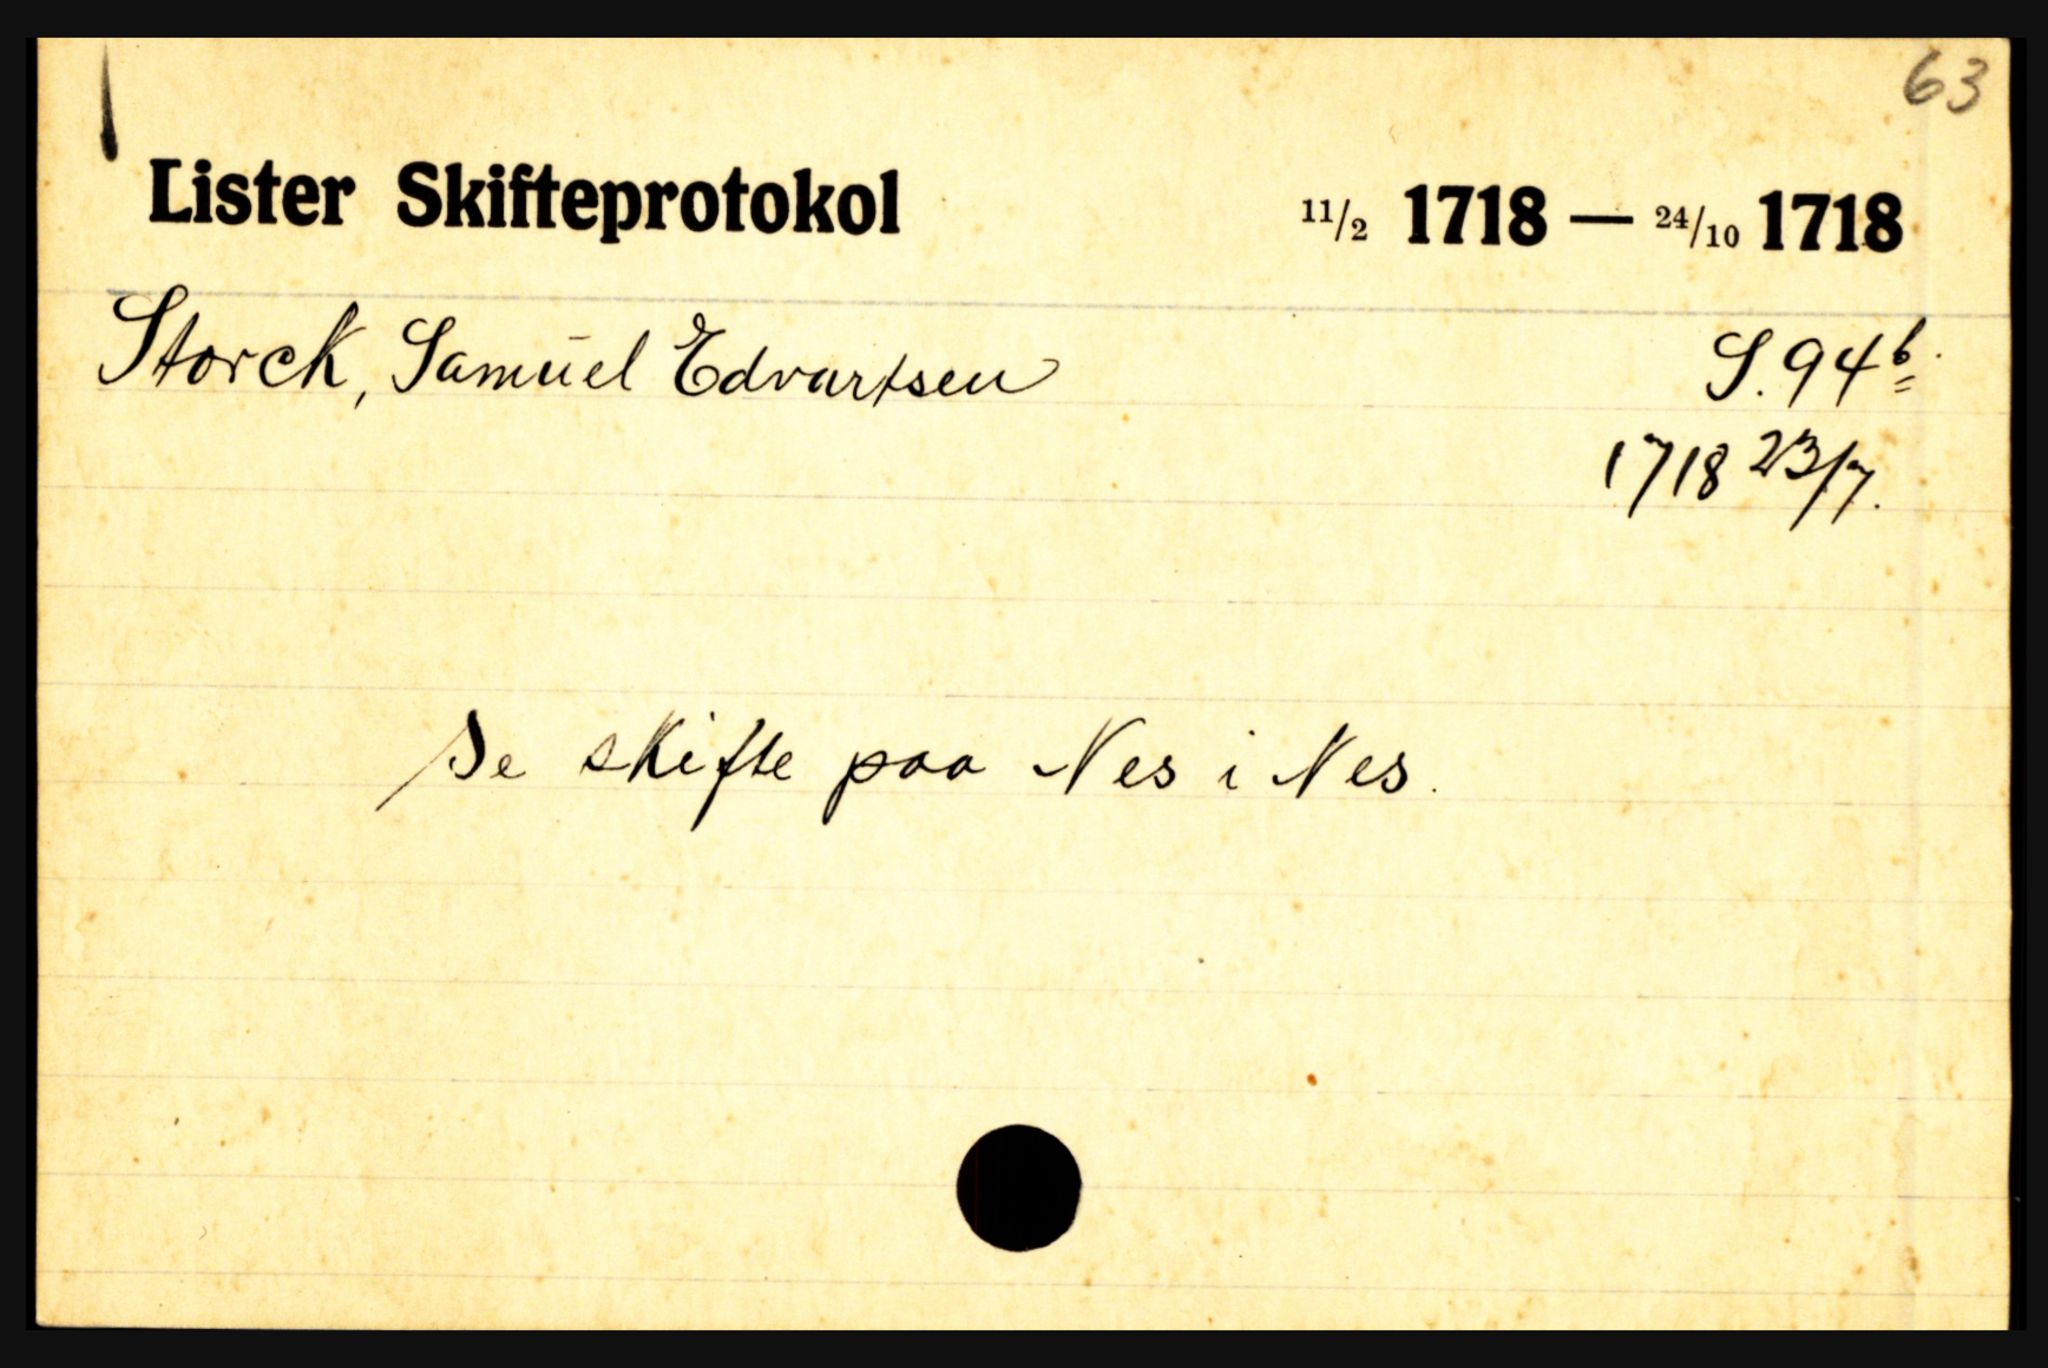 63
Lister Skifteprotokol 11/2 1718 — 24/10 1718
Storck, Samuel Edvartsen S. 94b
1718 23/7.
Se skifte paa Nes i Nes.